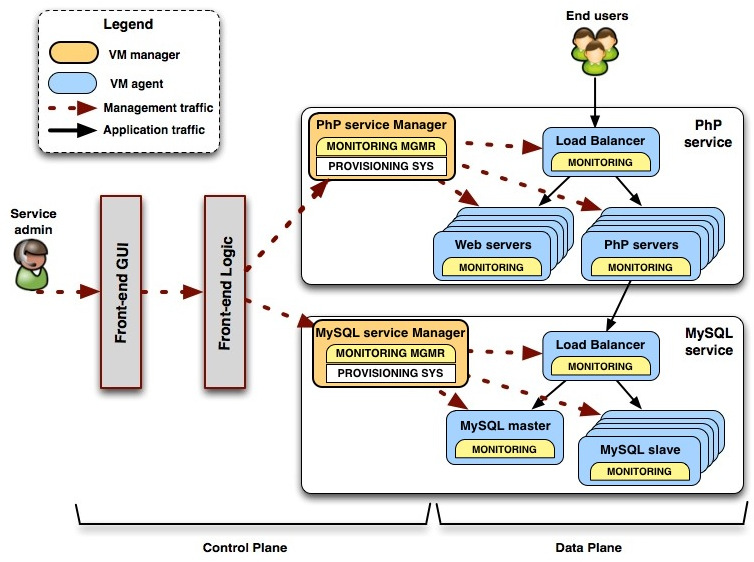 Legend
VM manager
VM agent
Management traffic
Application traffic
End users
PhP service Manager
MONITORING MGMR
PROVISIONING SYS
Load Balancer
MONITORING
PhP
service
Web servers
MONITORING
PhP servers
MONITORING
Service
admin
Front-end GUI
Front-end Logic
MySQL service Manager
MONITORING MGMR
PROVISIONING SYS
Load Balancer
MONITORING
MySQL
service
MySQL master
MONITORING
MySQL slave
MONITORING
Control Plane
Data Plane